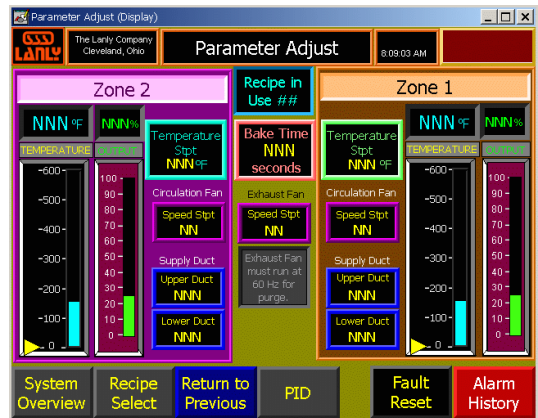 Parameter Adjust (Display)
LANLY
The Lanly Company
Cleveland, Ohio
Parameter Adjust
8:09:03 AM
Zone 2
NNN °F
NNN%
TEMPERATURE
OUTPUT
-600-
-500-
-400-
-300-
-200-
-100-
0
100
90
80
70
60
50
40
30
20
10
0
Temperature
Stpt
NNN °F
Circulation Fan
Speed Stpt
NN
Supply Duct
Upper Duct
NNN
Lower Duct
NNN
Recipe in
Use ##
Bake Time
NNN
seconds
Exhaust Fan
Speed Stpt
NN
Exhaust Fan
must run at
60 Hz for
purge.
Zone 1
Temperature
Stpt
NNN °F
Circulation Fan
Speed Stpt
NN
Supply Duct
Upper Duct
NNN
Lower Duct
NNN
NNN °F
NNN%
TEMPERATURE
OUTPUT
-600-
-500-
-400-
-300-
-200-
-100-
0
100
90
80
70
60
50
40
30
20
10
0
System
Overview
Recipe
Select
Return to
Previous
PID
Fault
Reset
Alarm
History